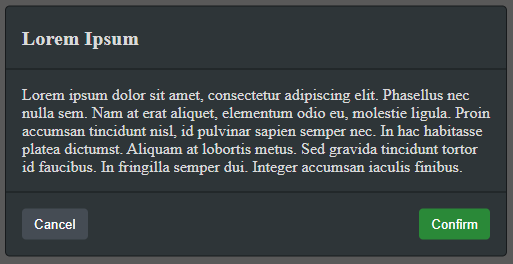 Lorem Ipsum
Lorem ipsum dolor sit amet, consectetur adipiscing elit. Phasellus nec
nulla sem. Nam at erat aliquet, elementum odio eu, molestie ligula. Proin
accumsan tincidunt nisl, id pulvinar sapien semper nec. In hac habitasse
platea dictumst. Aliquam at lobortis metus. Sed gravida tincidunt tortor
id faucibus. In fringilla semper dui. Integer accumsan iaculis finibus.
Cancel
Confirm